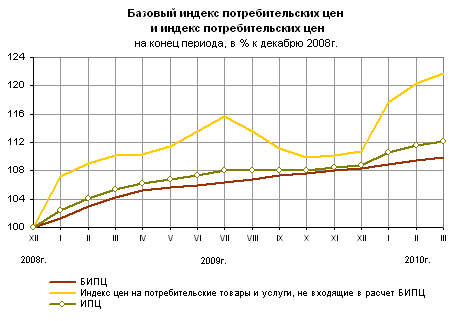 Базовый индекс потребительских цен
и индекс потребительских цен
на конец периода, в % к декабрю 2008г.
124
120
116
112
108
104
100
XII I II III IV V VI VII VIII IX X XI XII I II III
2008г. 2009г. 2010г.
БИПЦ
Индекс цен на потребительские товары и услуги, не входящие в расчет БИПЦ
ИПЦ